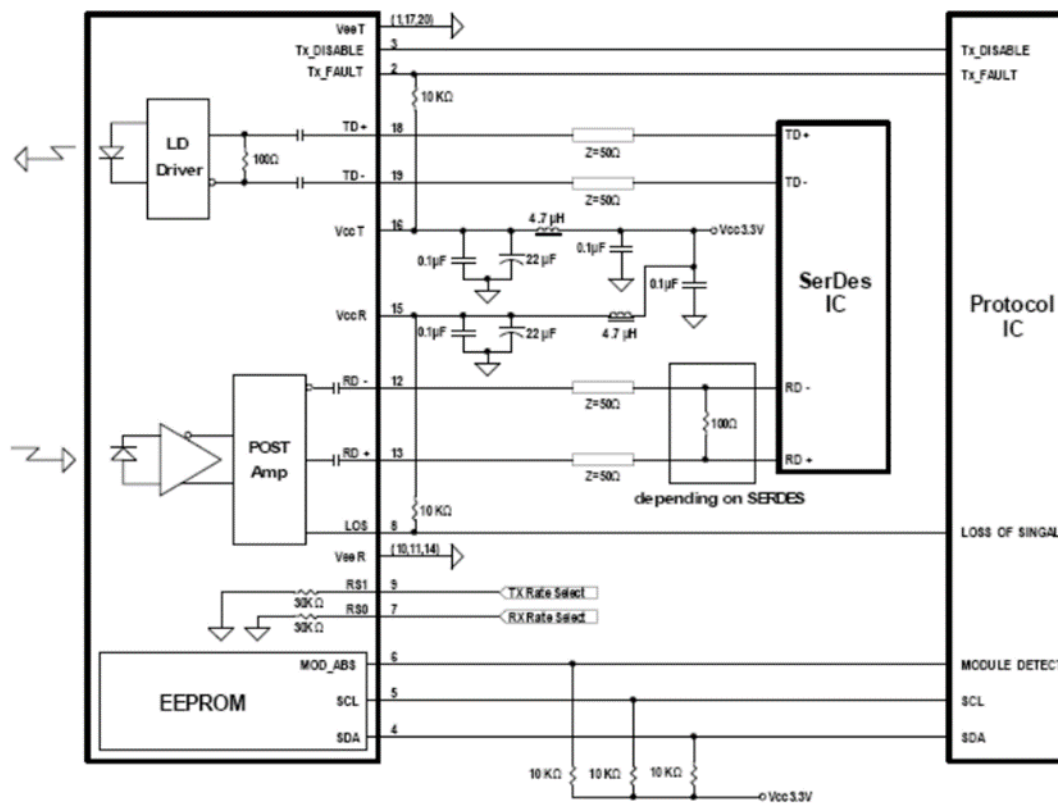 VeeT (1,17,20)
Tx_DISABLE 3 Tx_DISABLE
Tx_FAULT 2 Tx_FAULT
10 KΩ
LD
Driver
100Ω
TD+ 18 Z=50Ω TD+
TD- 19 Z=50Ω TD-
VccT 16 4.7 μH Vcc3.3V
0.1μF 22 μF 0.1μF
0.1μF
SerDes
IC
Protocol
IC
VccR 15
0.1μF 22 μF 4.7 μH
RD - 12 Z=50Ω RD -
100Ω
POST
Amp
RD + 13 Z=50Ω RD +
depending on SERDES
10 KΩ
LOS 8 LOSS OF SINGAL
VeeR (10,11,14)
RS1 9 TX Rate Select
30KΩ
RS0 7 RX Rate Select
30KΩ
MOD_ABS 6 MODULE DETECT
EEPROM
SCL 5 SCL
SDA 4 SDA
10 KΩ 10 KΩ 10 KΩ
Vcc3.3V